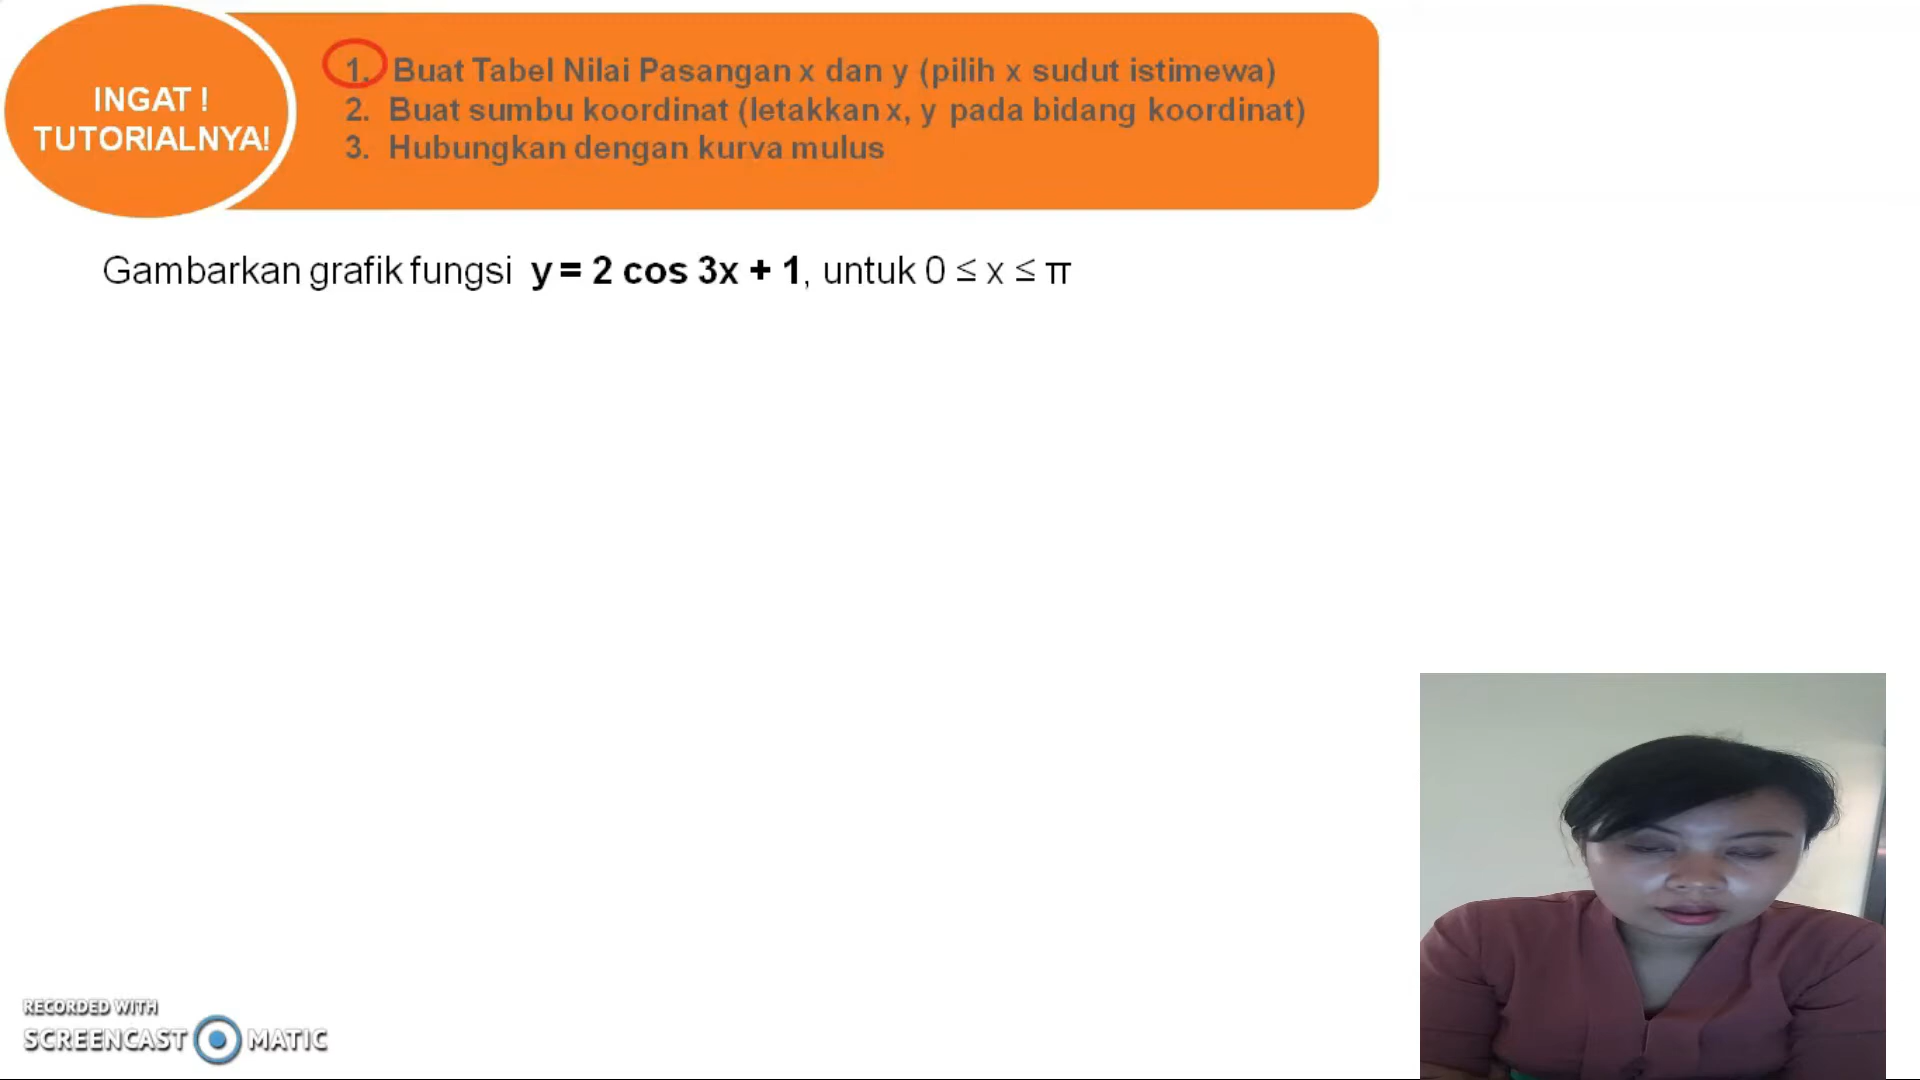 INGAT !
TUTORIALNYA!
1. Buat Tabel Nilai Pasangan x dan y (pilih x sudut istimewa)
2. Buat sumbu koordinat (letakkan x, y pada bidang koordinat)
3. Hubungkan dengan kurva mulus
Gambarkan grafik fungsi y = 2 cos 3x + 1, untuk 0 ≤ x ≤ π
RECORDED WITH
SCREENCAST MATIC